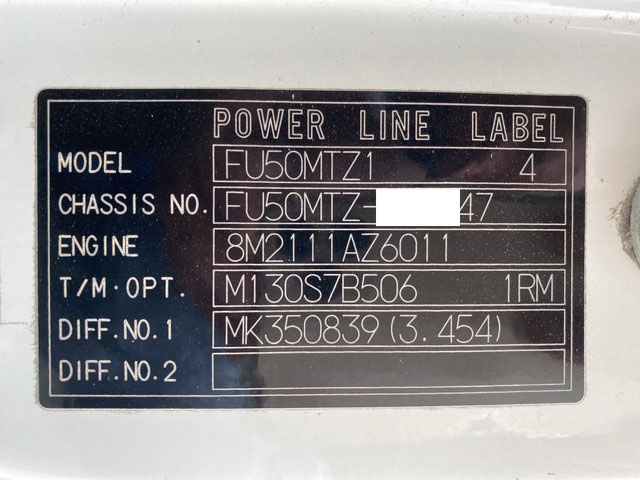 POWER LINE LABEL
MODEL FU50MTZ1 4
CHASSIS NO. FU50MTZ- 47
ENGINE 8M2111AZ6011
T/M·OPT. M130S7B506 1RM
DIFF.NO.1 MK350839(3.454)
DIFF.NO.2